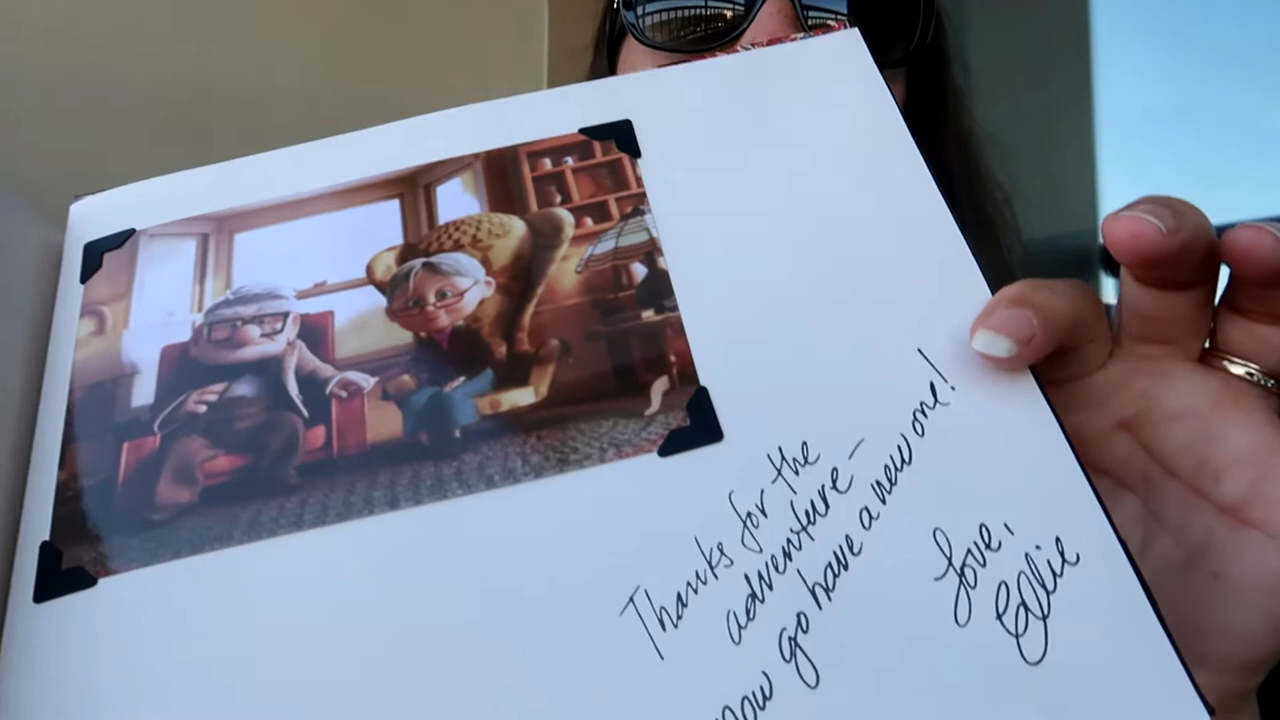 Thanks for the
adventure -
now go have a new one!
Love,
Ellie